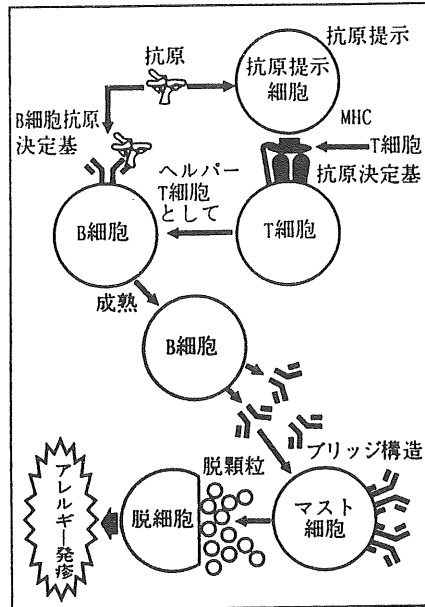 抗原提示
抗原
抗原提示
細胞
B細胞抗原
決定基
MHC
T細胞
抗原決定基
ヘルパー
T細胞
として
B細胞
T細胞
成熟
B細胞
ブリッジ構造
脱顆粒
マスト
細胞
脱細胞
アレルギー発疹